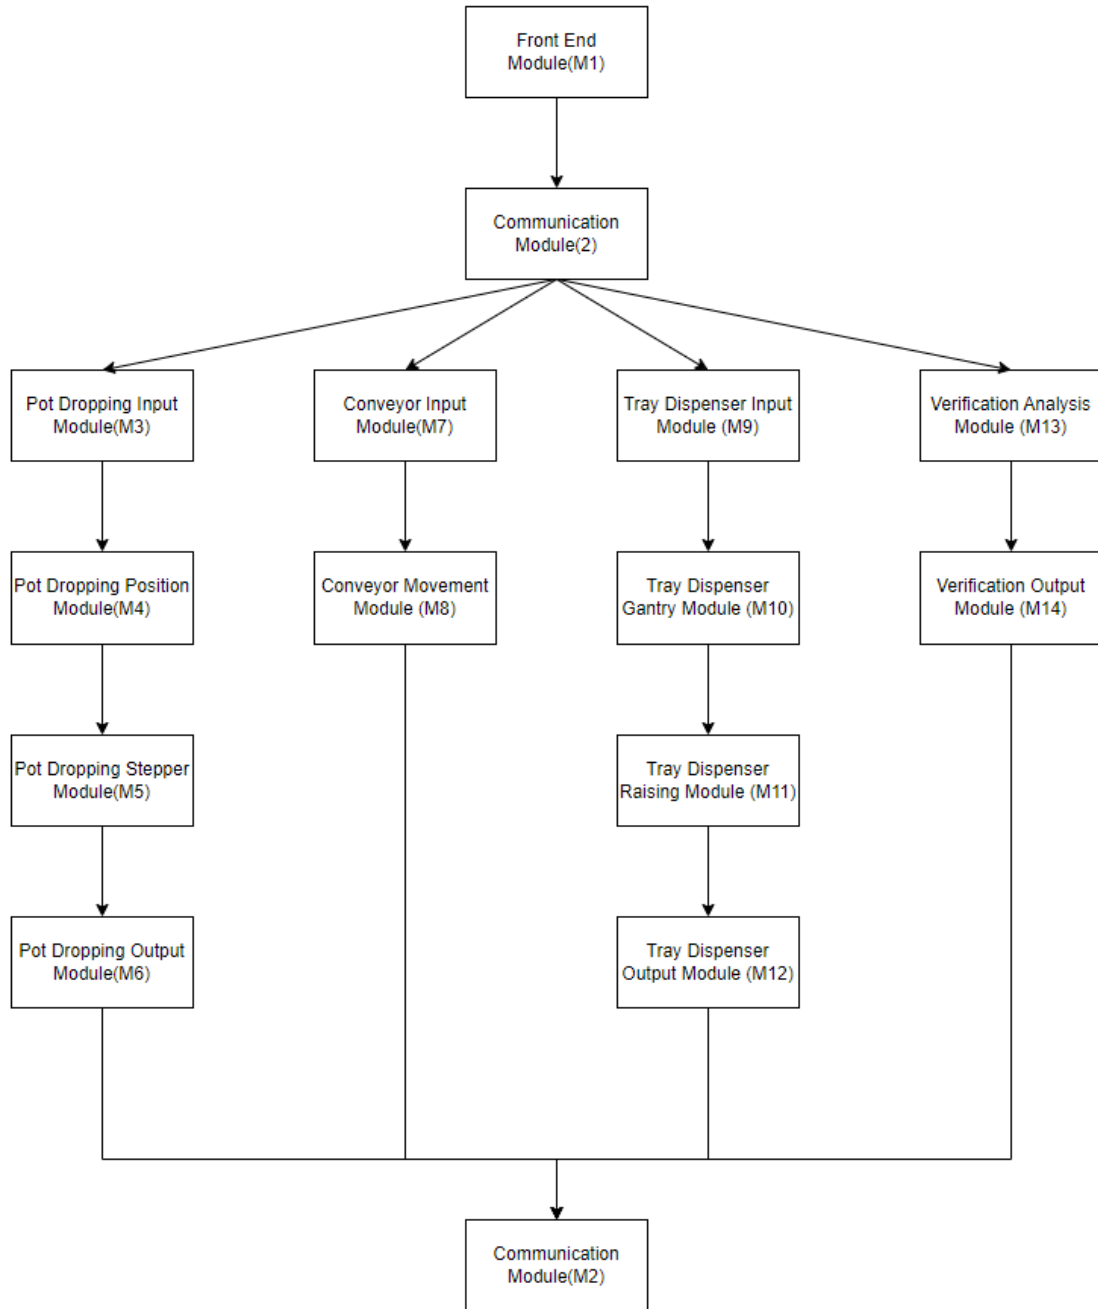 Front End
Module(M1)
Communication
Module(2)
Pot Dropping Input
Module(M3)
Conveyor Input
Module(M7)
Tray Dispenser Input
Module (M9)
Verification Analysis
Module (M13)
Pot Dropping Position
Module(M4)
Conveyor Movement
Module (M8)
Tray Dispenser
Gantry Module (M10)
Verification Output
Module (M14)
Pot Dropping Stepper
Module(M5)
Tray Dispenser
Raising Module (M11)
Pot Dropping Output
Module(M6)
Tray Dispenser
Output Module (M12)
Communication
Module(M2)